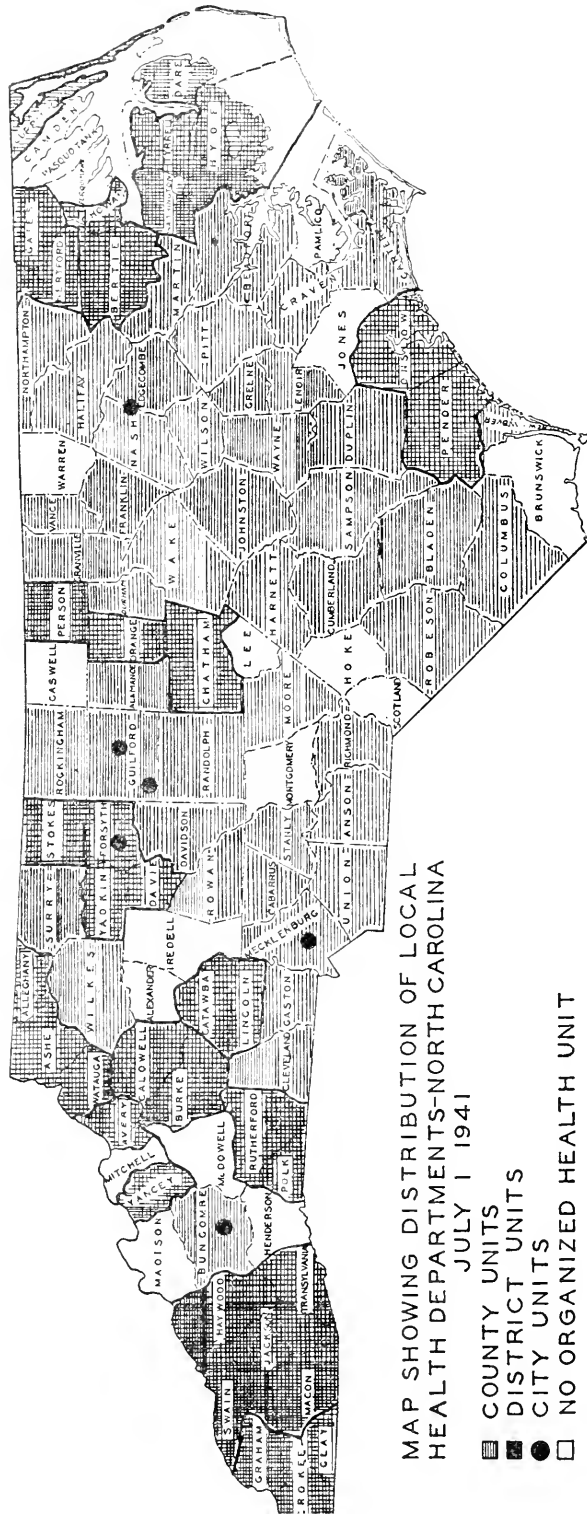 MAP SHOWING DISTRIBUTION OF LOCAL
HEALTH DEPARTMENTS-NORTH CAROLINA
JULY 1 1941
COUNTY UNITS
DISTRICT UNITS
CITY UNITS
NO ORGANIZED HEALTH UNIT
CHEROKEE
GRAHAM
CLAY
SWAIN
MACON
JACKSON
HAYWOOD
TRANSYLVANIA
MADISON
BUNCOMBE
HENDERSON
YANCEY
MITCHELL
McDOWELL
RUTHERFORD
POLK
AVERY
BURKE
WATAUGA
CALDWELL
CLEVELAND
ASHE
ALLEGHANY
WILKES
ALEXANDER
CATAWBA
LINCOLN
GASTON
IREDELL
MECKLENBURG
SURRY
YADKIN
DAVIE
ROWAN
CABARRUS
UNION
STOKES
FORSYTH
DAVIDSON
STANLY
ANSON
ROCKINGHAM
GUILFORD
RANDOLPH
MONTGOMERY
RICHMOND
CASWELL
ALAMANCE
ORANGE
CHATHAM
MOORE
SCOTLAND
HOKE
PERSON
LEE
HARNETT
CUMBERLAND
ROBESON
GRANVILLE
VANCE
WARREN
FRANKLIN
WAKE
JOHNSTON
SAMPSON
BLADEN
COLUMBUS
BRUNSWICK
NORTHAMPTON
HALIFAX
NASH
EDGECOMBE
WILSON
WAYNE
DUPLIN
GREENE
LENOIR
PITT
MARTIN
PENDER
ONSLOW
JONES
CRAVEN
PAMLICO
GATES
HERTFORD
BERTIE
CAMDEN
PASQUOTANK
TYRREL
HYDE
DARE